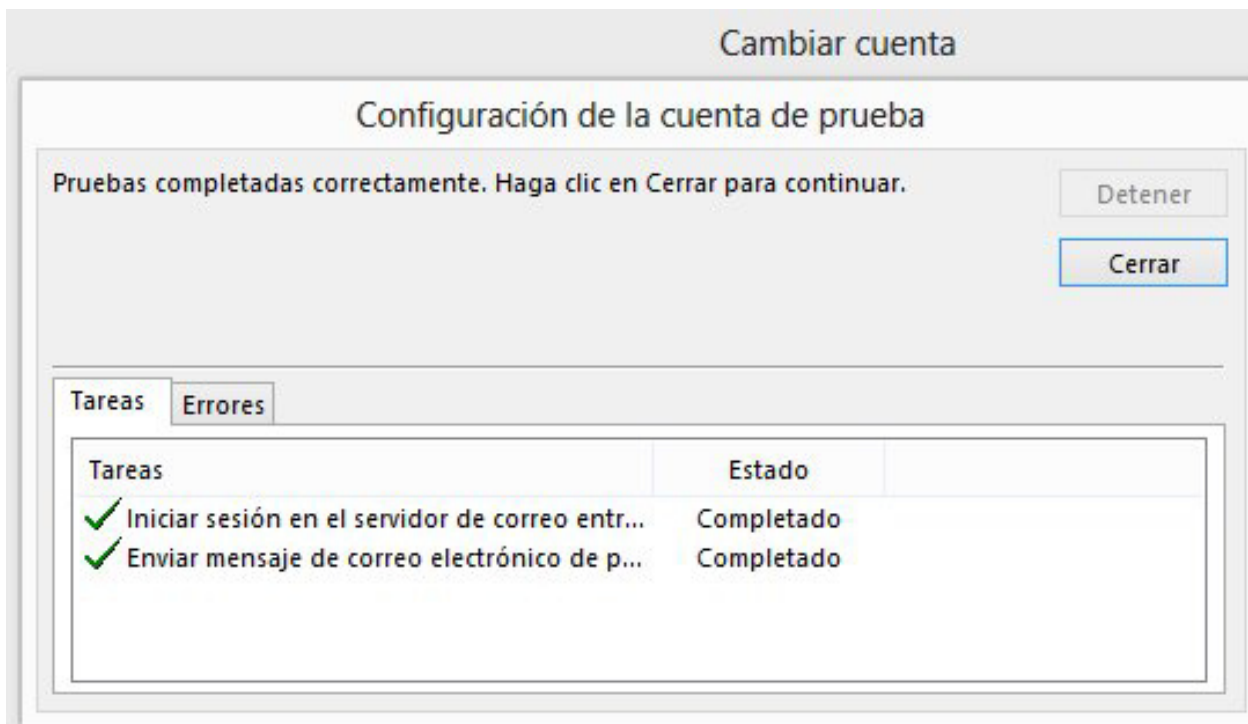 Cambiar cuenta
Configuración de la cuenta de prueba
Pruebas completadas correctamente. Haga clic en Cerrar para continuar.
Detener
Cerrar
Tareas Errores
Tareas Estado
Iniciar sesión en el servidor de correo entr... Completado
Enviar mensaje de correo electrónico de p... Completado